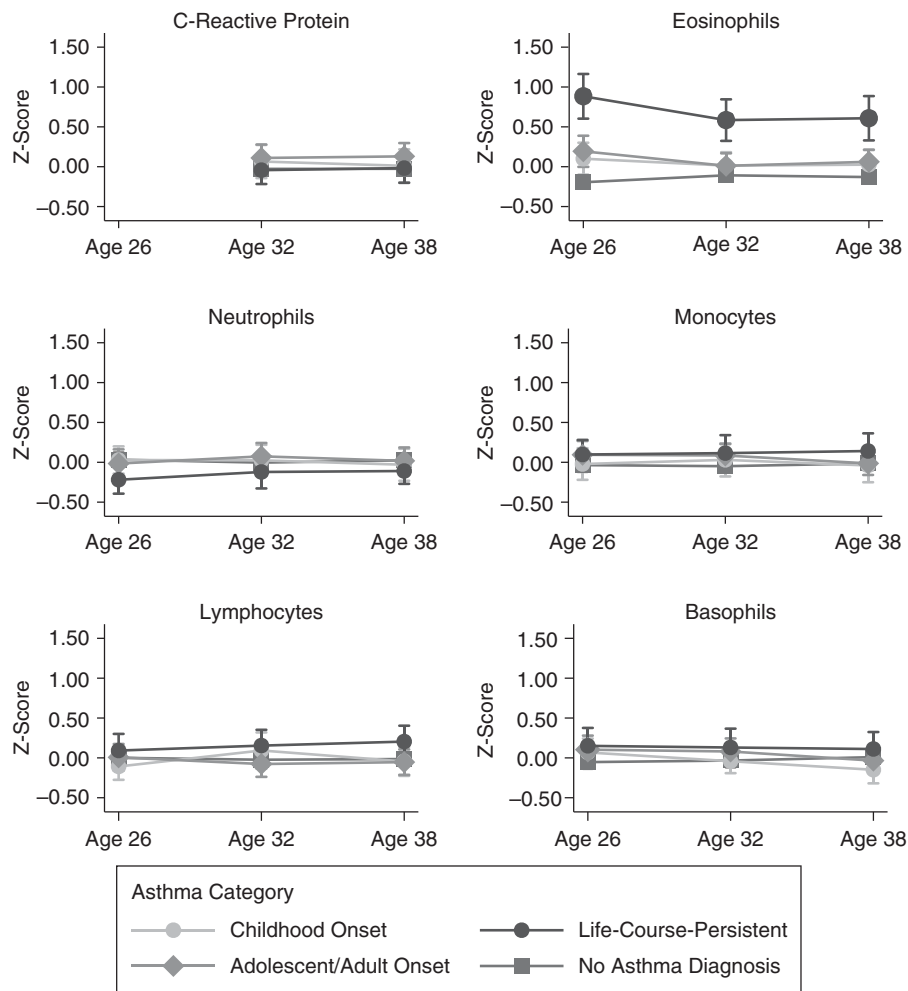 C-Reactive Protein
Z-Score
1.50
1.00
0.50
0.00
–0.50
Age 26
Age 32
Age 38
Eosinophils
Z-Score
1.50
1.00
0.50
0.00
–0.50
Age 26
Age 32
Age 38
Neutrophils
Z-Score
1.50
1.00
0.50
0.00
–0.50
Age 26
Age 32
Age 38
Monocytes
Z-Score
1.50
1.00
0.50
0.00
–0.50
Age 26
Age 32
Age 38
Lymphocytes
Z-Score
1.50
1.00
0.50
0.00
–0.50
Age 26
Age 32
Age 38
Basophils
Z-Score
1.50
1.00
0.50
0.00
–0.50
Age 26
Age 32
Age 38
Asthma Category
Childhood Onset
Life-Course-Persistent
Adolescent/Adult Onset
No Asthma Diagnosis